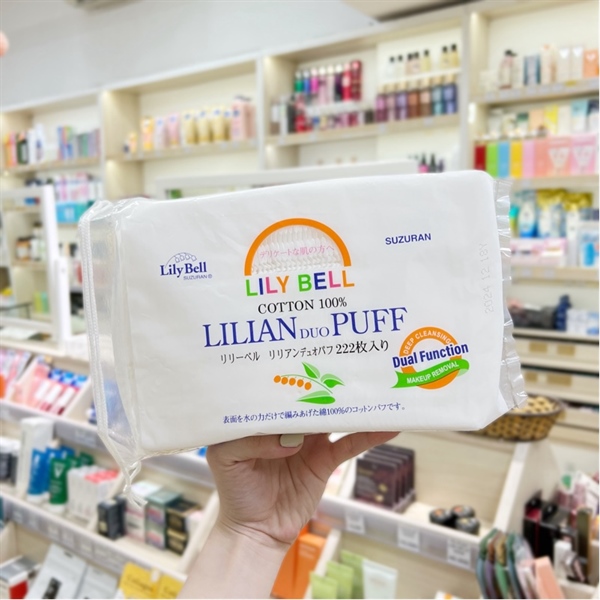 Lily Bell
SUZURAN®
デリケートな肌の方へ
SUZURAN
LILY BELL
COTTON 100%
LILIAN DUO PUFF
リリーベル リリアンデュオパフ 222枚入り
DEEP CLEANSING
Dual Function
MAKEUP REMOVAL
表面を水の力だけで編みあげた綿100%のコットンパフです。